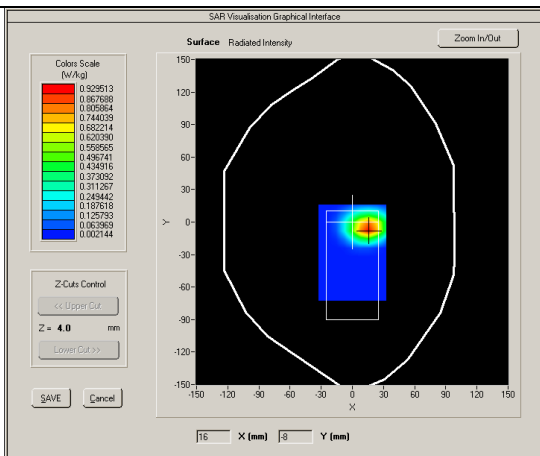 SAR Visualisation Graphical Interface
Surface Radiated Intensity
Zoom In/Out
Colors Scale
(W/kg)
0.929513
0.867688
0.805864
0.744039
0.682214
0.620390
0.558565
0.496741
0.434916
0.373092
0.311267
0.249442
0.187618
0.125793
0.063969
0.002144
Z-Cuts Control
<< Upper Cut
Z = 4.0 mm
Lower Cut >>
SAVE
Cancel
150
120
90
60
30
0
-30
-60
-90
-120
-150
Y
-150 -120 -90 -60 -30 0 30 60 90 120 150
X
16 X (mm) -8 Y (mm)